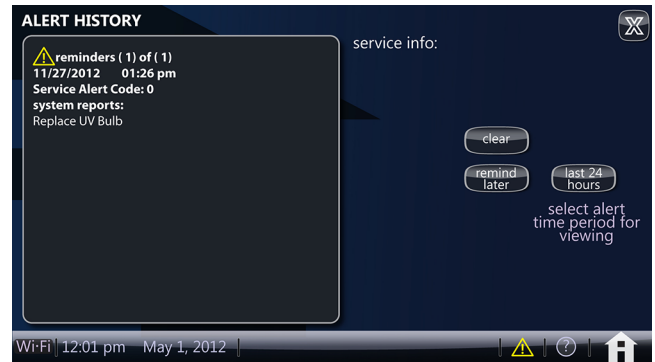 ALERT HISTORY
X
reminders ( 1) of ( 1)
11/27/2012 01:26 pm
Service Alert Code: 0
system reports:
Replace UV Bulb
service info:
clear
remind
later
last 24
hours
select alert
time period for
viewing
Wi-Fi 12:01 pm May 1, 2012
?